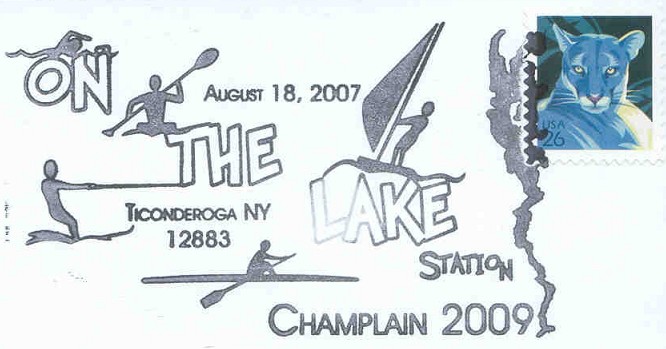 ON
THE
LAKE
STATION
AUGUST 18, 2007
TICONDEROGA NY
12883
CHAMPLAIN 2009
USA
26